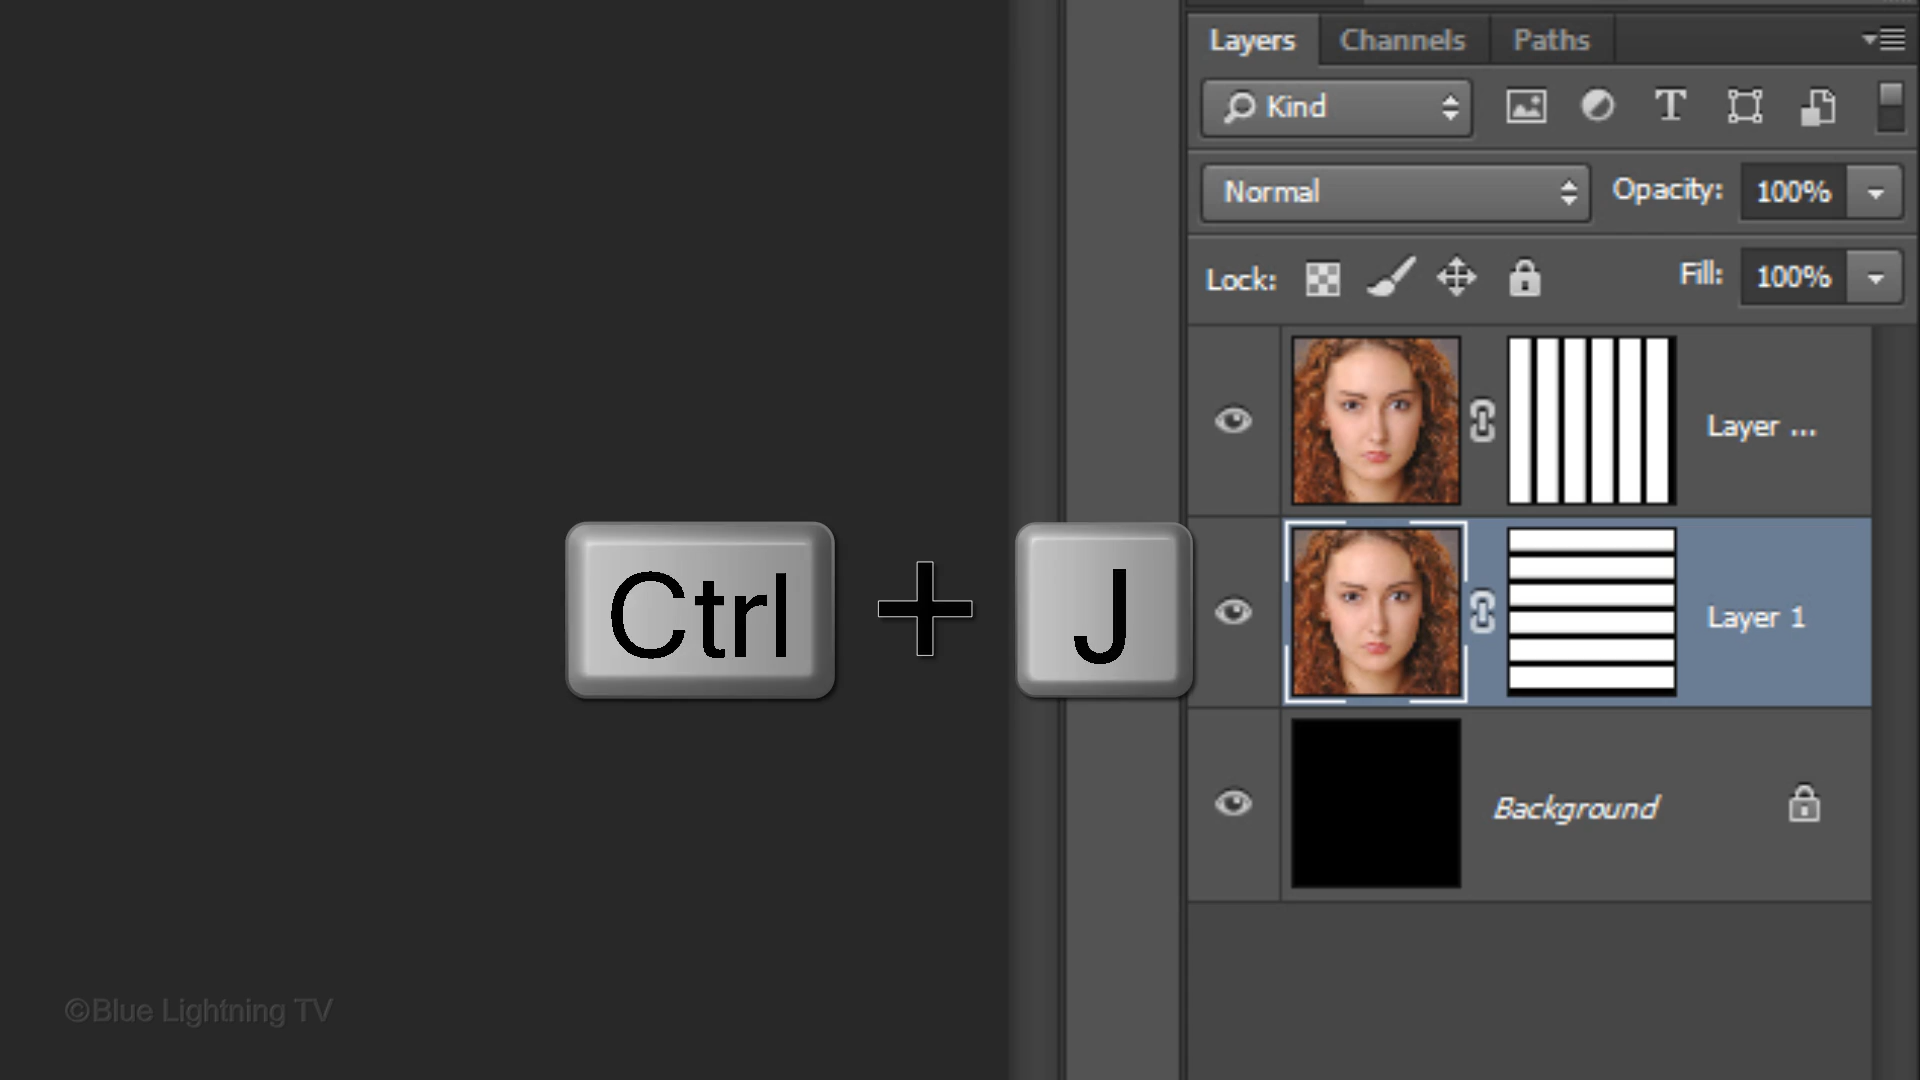 Layers Channels Paths
Kind T
Normal Opacity: 100%
Lock: Fill: 100%
Layer ...
Ctrl + J
Layer 1
Background
©Blue Lightning TV